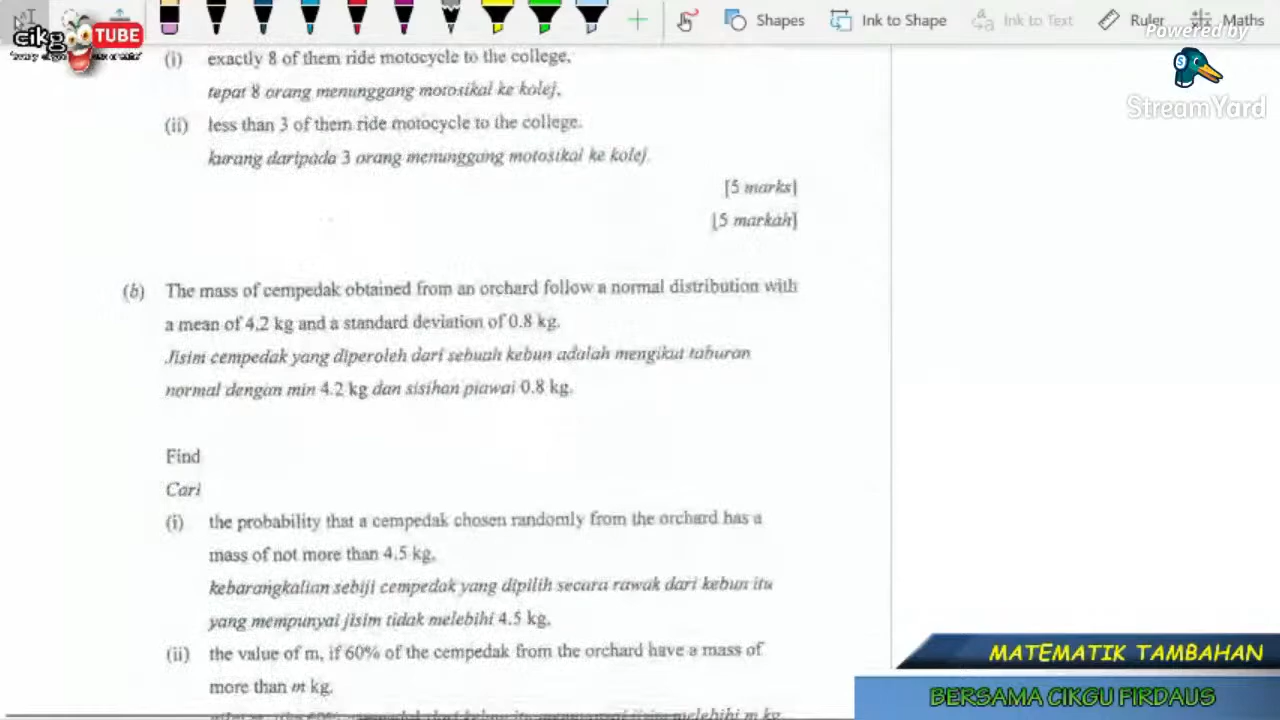 Shapes
Ink to Shape
Ink to Text
Ruler
Maths
cikg TUBE
Powered by
StreamYard
(i) exactly 8 of them ride motocycle to the college,
tepat 8 orang menunggang motosikal ke kolej,
(ii) less than 3 of them ride motocycle to the college.
kurang daripada 3 orang menunggang motosikal ke kolej.
[5 marks]
[5 markah]
(b) The mass of cempedak obtained from an orchard follow a normal distribution with
a mean of 4.2 kg and a standard deviation of 0.8 kg.
Jisim cempedak yang diperoleh dari sebuah kebun adalah mengikut taburan
normal dengan min 4.2 kg dan sisihan piawai 0.8 kg.
Find
Cari
(i) the probability that a cempedak chosen randomly from the orchard has a
mass of not more than 4.5 kg,
kebarangkalian sebiji cempedak yang dipilih secara rawak dari kebun itu
yang mempunyai jisim tidak melebihi 4.5 kg,
(ii) the value of m, if 60% of the cempedak from the orchard have a mass of
more than m kg.
melebihi m kg.
MATEMATIK TAMBAHAN
BERSAMA CIKGU PIRDAUS